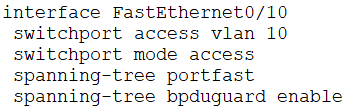 interface FastEthernet0/10
switchport access vlan 10
switchport mode access
spanning-tree portfast
spanning-tree bpduguard enable